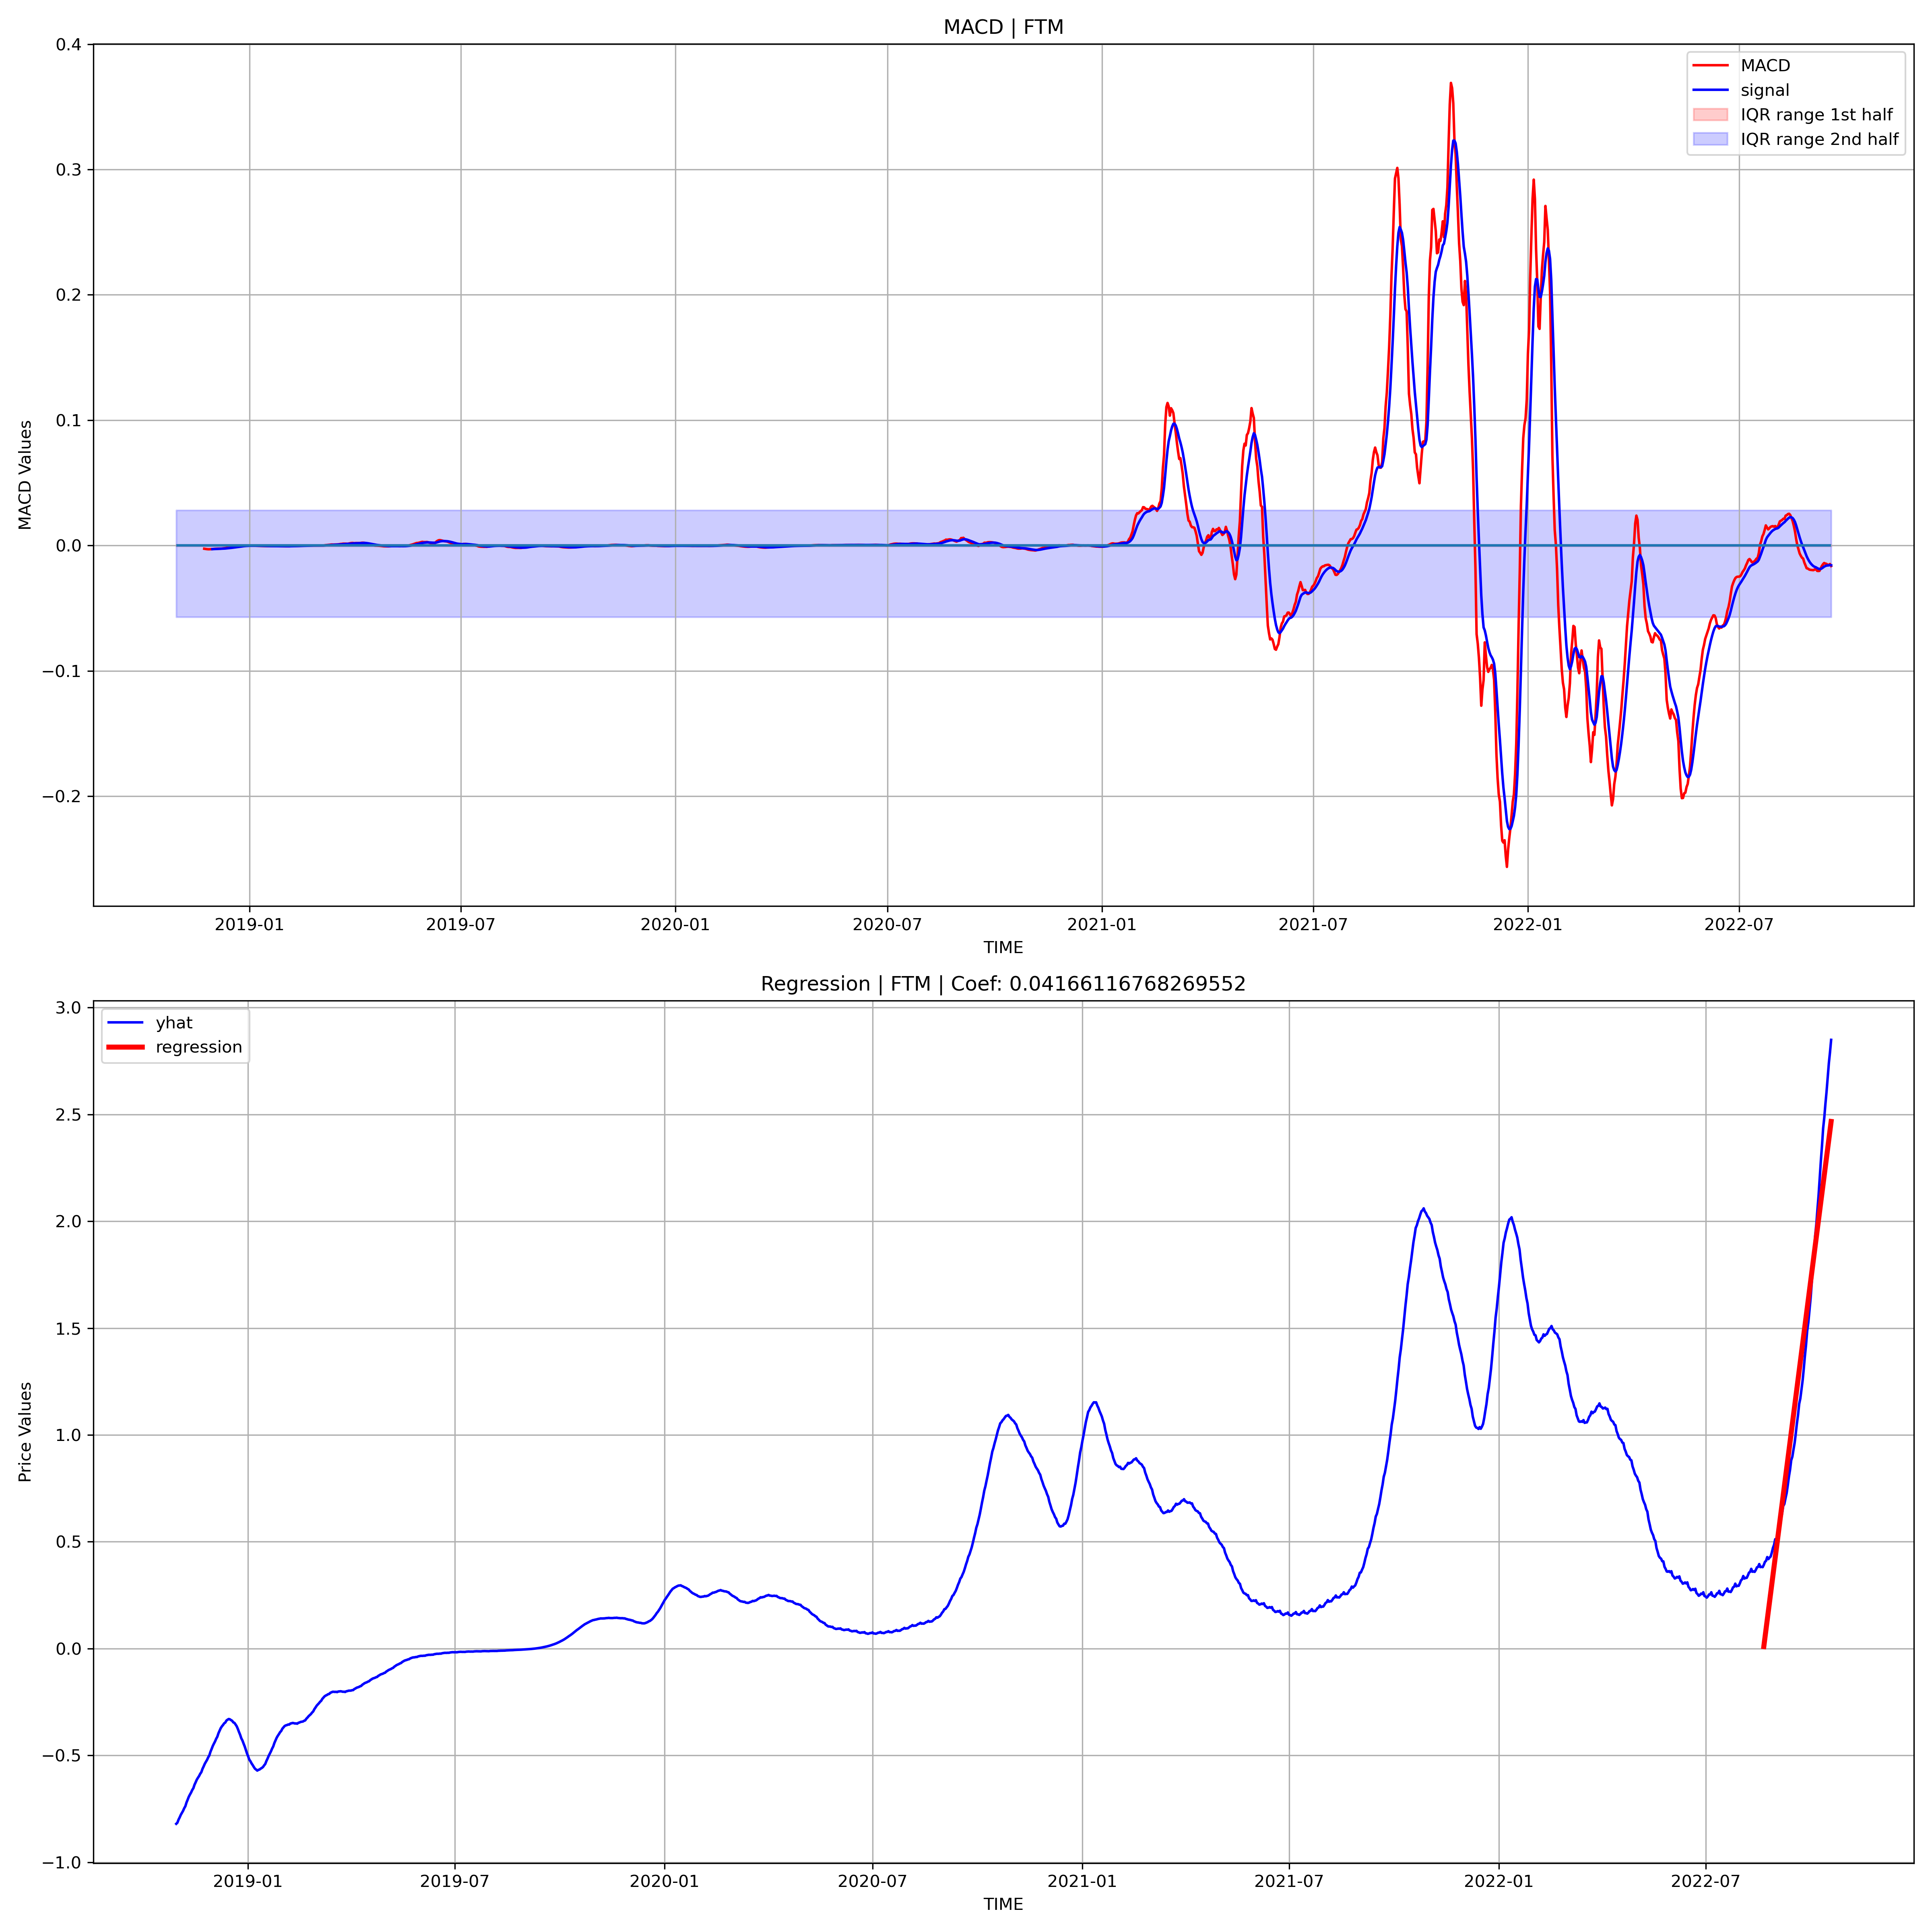 MACD | FTM
MACD Values
0.4
0.3
0.2
0.1
0.0
−0.1
−0.2
MACD
signal
IQR range 1st half
IQR range 2nd half
2019-01 2019-07 2020-01 2020-07 2021-01 2021-07 2022-01 2022-07
TIME
Regression | FTM | Coef: 0.04166116768269552
Price Values
3.0
2.5
2.0
1.5
1.0
0.5
0.0
−0.5
−1.0
yhat
regression
2019-01 2019-07 2020-01 2020-07 2021-01 2021-07 2022-01 2022-07
TIME